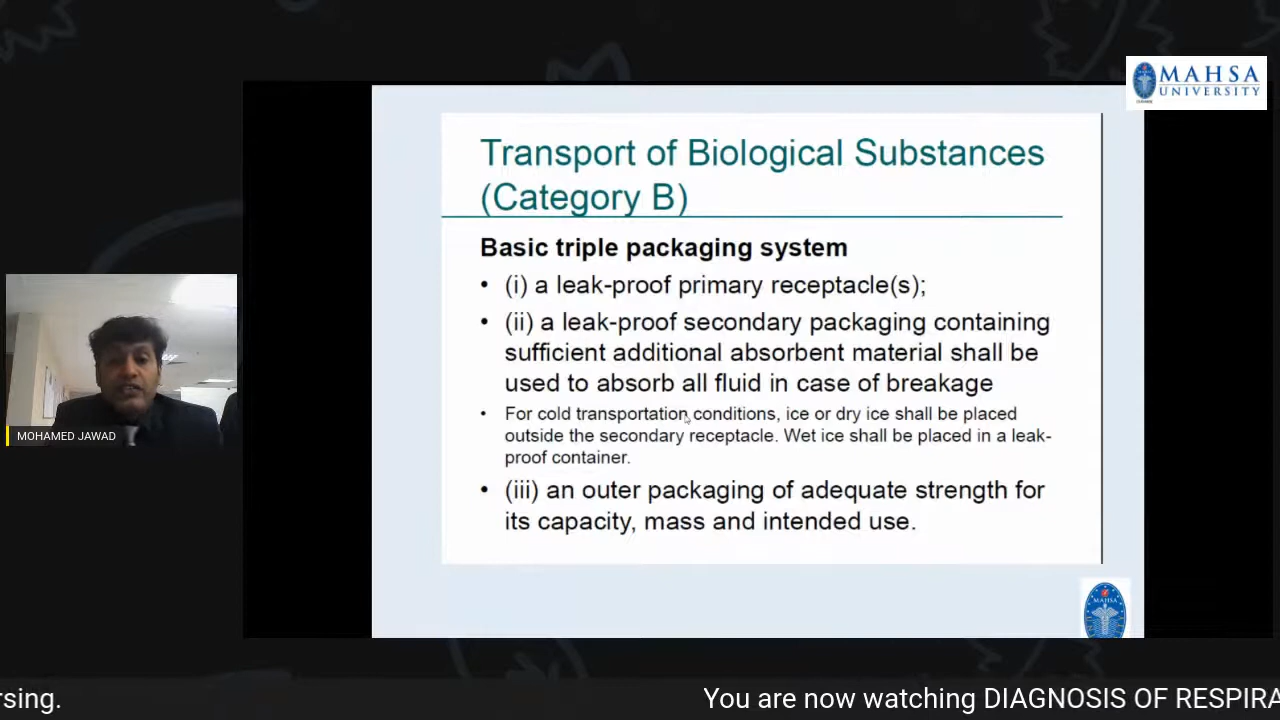 MAHSA
UNIVERSITY
Transport of Biological Substances
(Category B)
Basic triple packaging system
• (i) a leak-proof primary receptacle(s);
• (ii) a leak-proof secondary packaging containing
sufficient additional absorbent material shall be
used to absorb all fluid in case of breakage
• For cold transportation conditions, ice or dry ice shall be placed
outside the secondary receptacle. Wet ice shall be placed in a leak-
proof container.
• (iii) an outer packaging of adequate strength for
its capacity, mass and intended use.
MOHAMED JAWAD
MAHSA
rsing.
You are now watching DIAGNOSIS OF RESPIRA